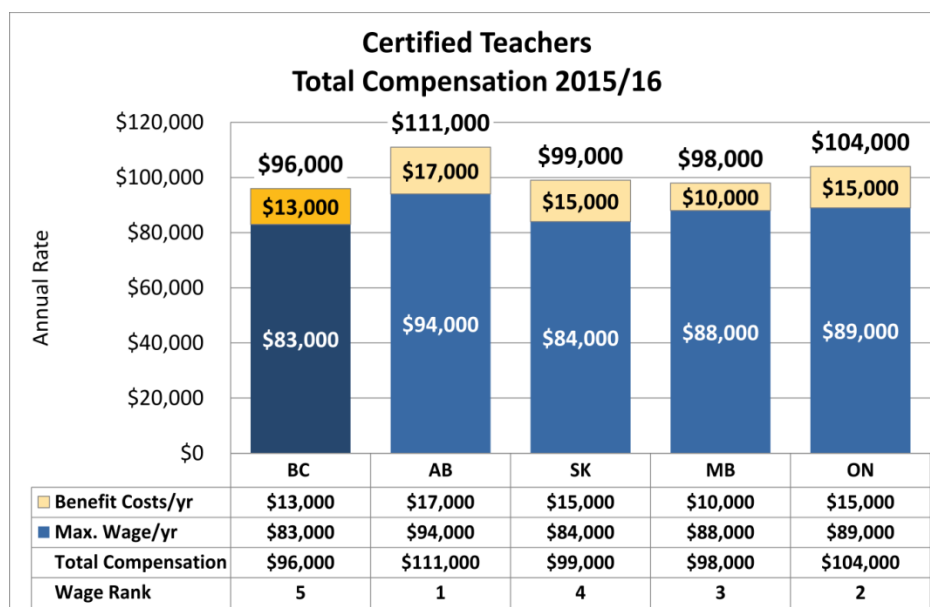 Certified Teachers
Total Compensation 2015/16
$120,000
$100,000
$80,000
$60,000
$40,000
$20,000
$0
Annual Rate
$96,000
$111,000
$99,000
$98,000
$104,000
$13,000
$17,000
$15,000
$10,000
$15,000
$83,000
$94,000
$84,000
$88,000
$89,000
BC AB SK MB ON
Benefit Costs/yr $13,000 $17,000 $15,000 $10,000 $15,000
Max. Wage/yr $83,000 $94,000 $84,000 $88,000 $89,000
Total Compensation $96,000 $111,000 $99,000 $98,000 $104,000
Wage Rank 5 1 4 3 2